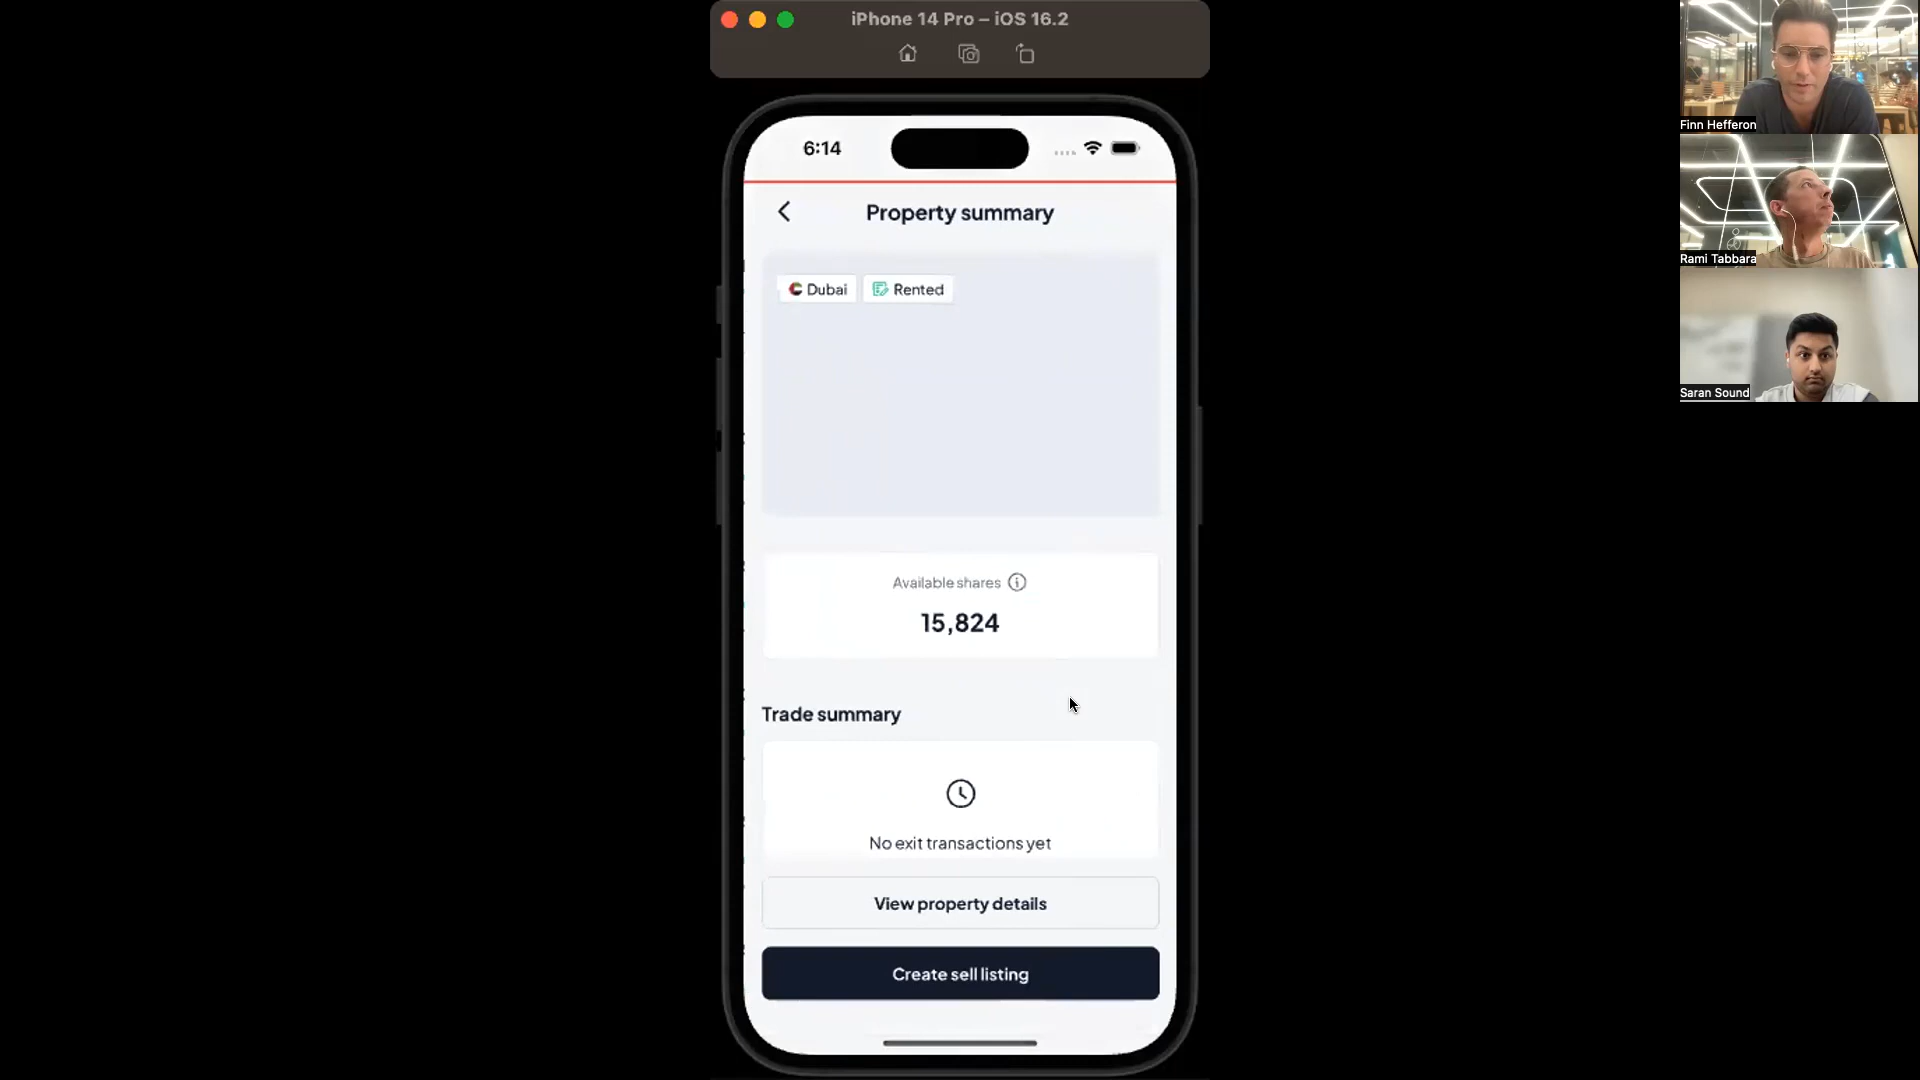 iPhone 14 Pro – iOS 16.2
6:14
Property summary
Dubai
Rented
Available shares
15,824
Trade summary
No exit transactions yet
View property details
Create sell listing
Finn Hefferon
Rami Tabbara
Saran Sound